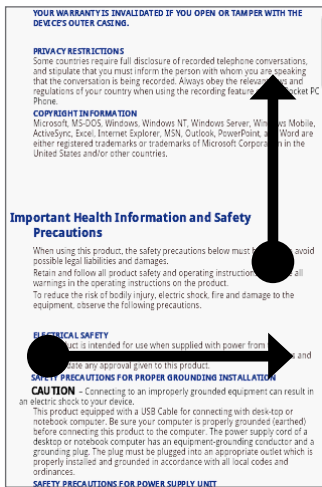 YOUR WARRANTY IS INVALIDATED IF YOU OPEN OR TAMPER WITH THE
DEVICE'S OUTER CASING.
PRIVACY RESTRICTIONS
Some countries require full disclosure of recorded telephone conversations,
and stipulate that you must inform the person with whom you are speaking
that the conversation is being recorded. Always obey the relevant and
regulations of your country when using the recording feature PC
Phone.
COPYRIGHT INFORMATION
Microsoft, MS-DOS, Windows, Windows NT, Windows Server, Mobile,
ActiveSync, Excel, Internet Explorer, MSN, Outlook, PowerPoint, Word are
either registered trademarks or trademarks of Microsoft in the
United States and/or other countries.
Important Health Information and Safety
Precautions
When using this product, the safety precautions below must avoid
possible legal liabilities and damages.
Retain and follow all product safety and operating all
warnings in the operating instructions on the product.
To reduce the risk of bodily injury, electric shock, fire and damage to the
equipment, observe the following precautions.
ELECTRICAL SAFETY
is intended for use when supplied with power from
and
any approval given to this product.
SAFETY PRECAUTIONS FOR PROPER GROUNDING INSTALLATION
CAUTION – Connecting to an improperly grounded equipment can result in
an electric shock to your device.
This product equipped with a USB Cable for connecting with desk-top or
notebook computer. Be sure your computer is properly grounded (earthed)
before connecting this product to the computer. The power supply cord of a
desktop or notebook computer has an equipment-grounding conductor and a
grounding plug. The plug must be plugged into an appropriate outlet which is
properly installed and grounded in accordance with all local codes and
ordinances.
SAFETY PRECAUTIONS FOR POWER SUPPLY UNIT